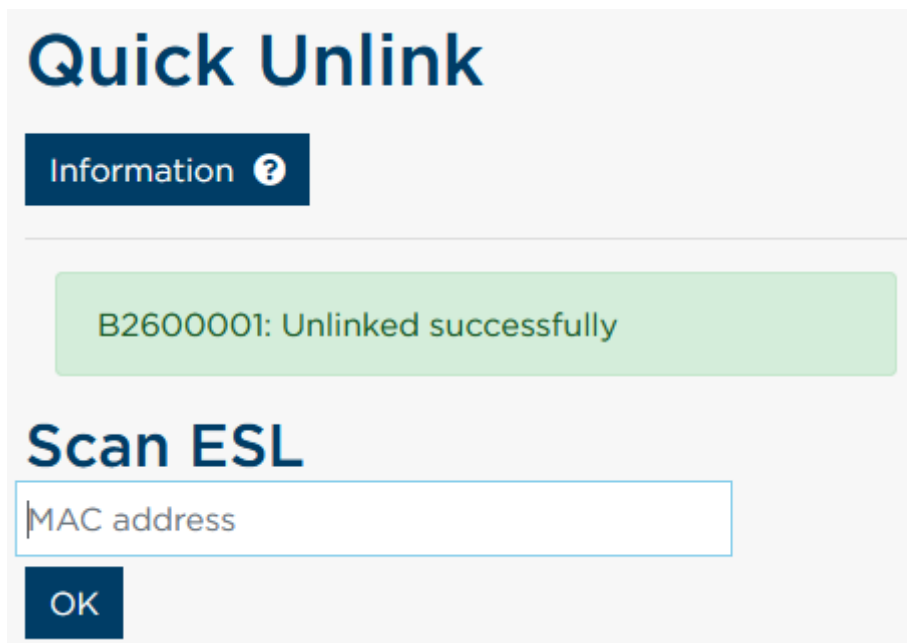 Quick Unlink
Information ?
B2600001: Unlinked successfully
Scan ESL
MAC address
OK